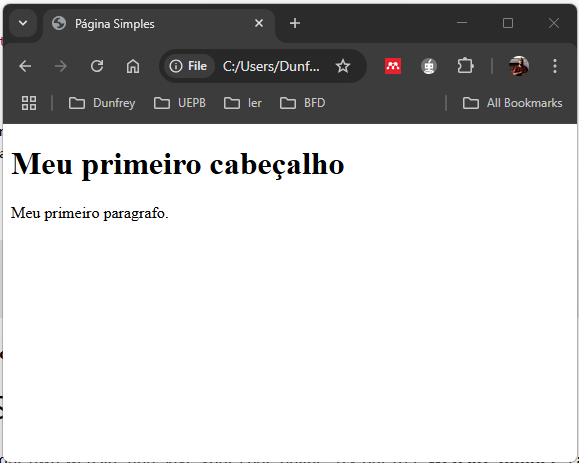 Página Simples
File C:/Users/Dunf...
Dunfrey UEPB ler BFD All Bookmarks
Meu primeiro cabeçalho
Meu primeiro paragrafo.